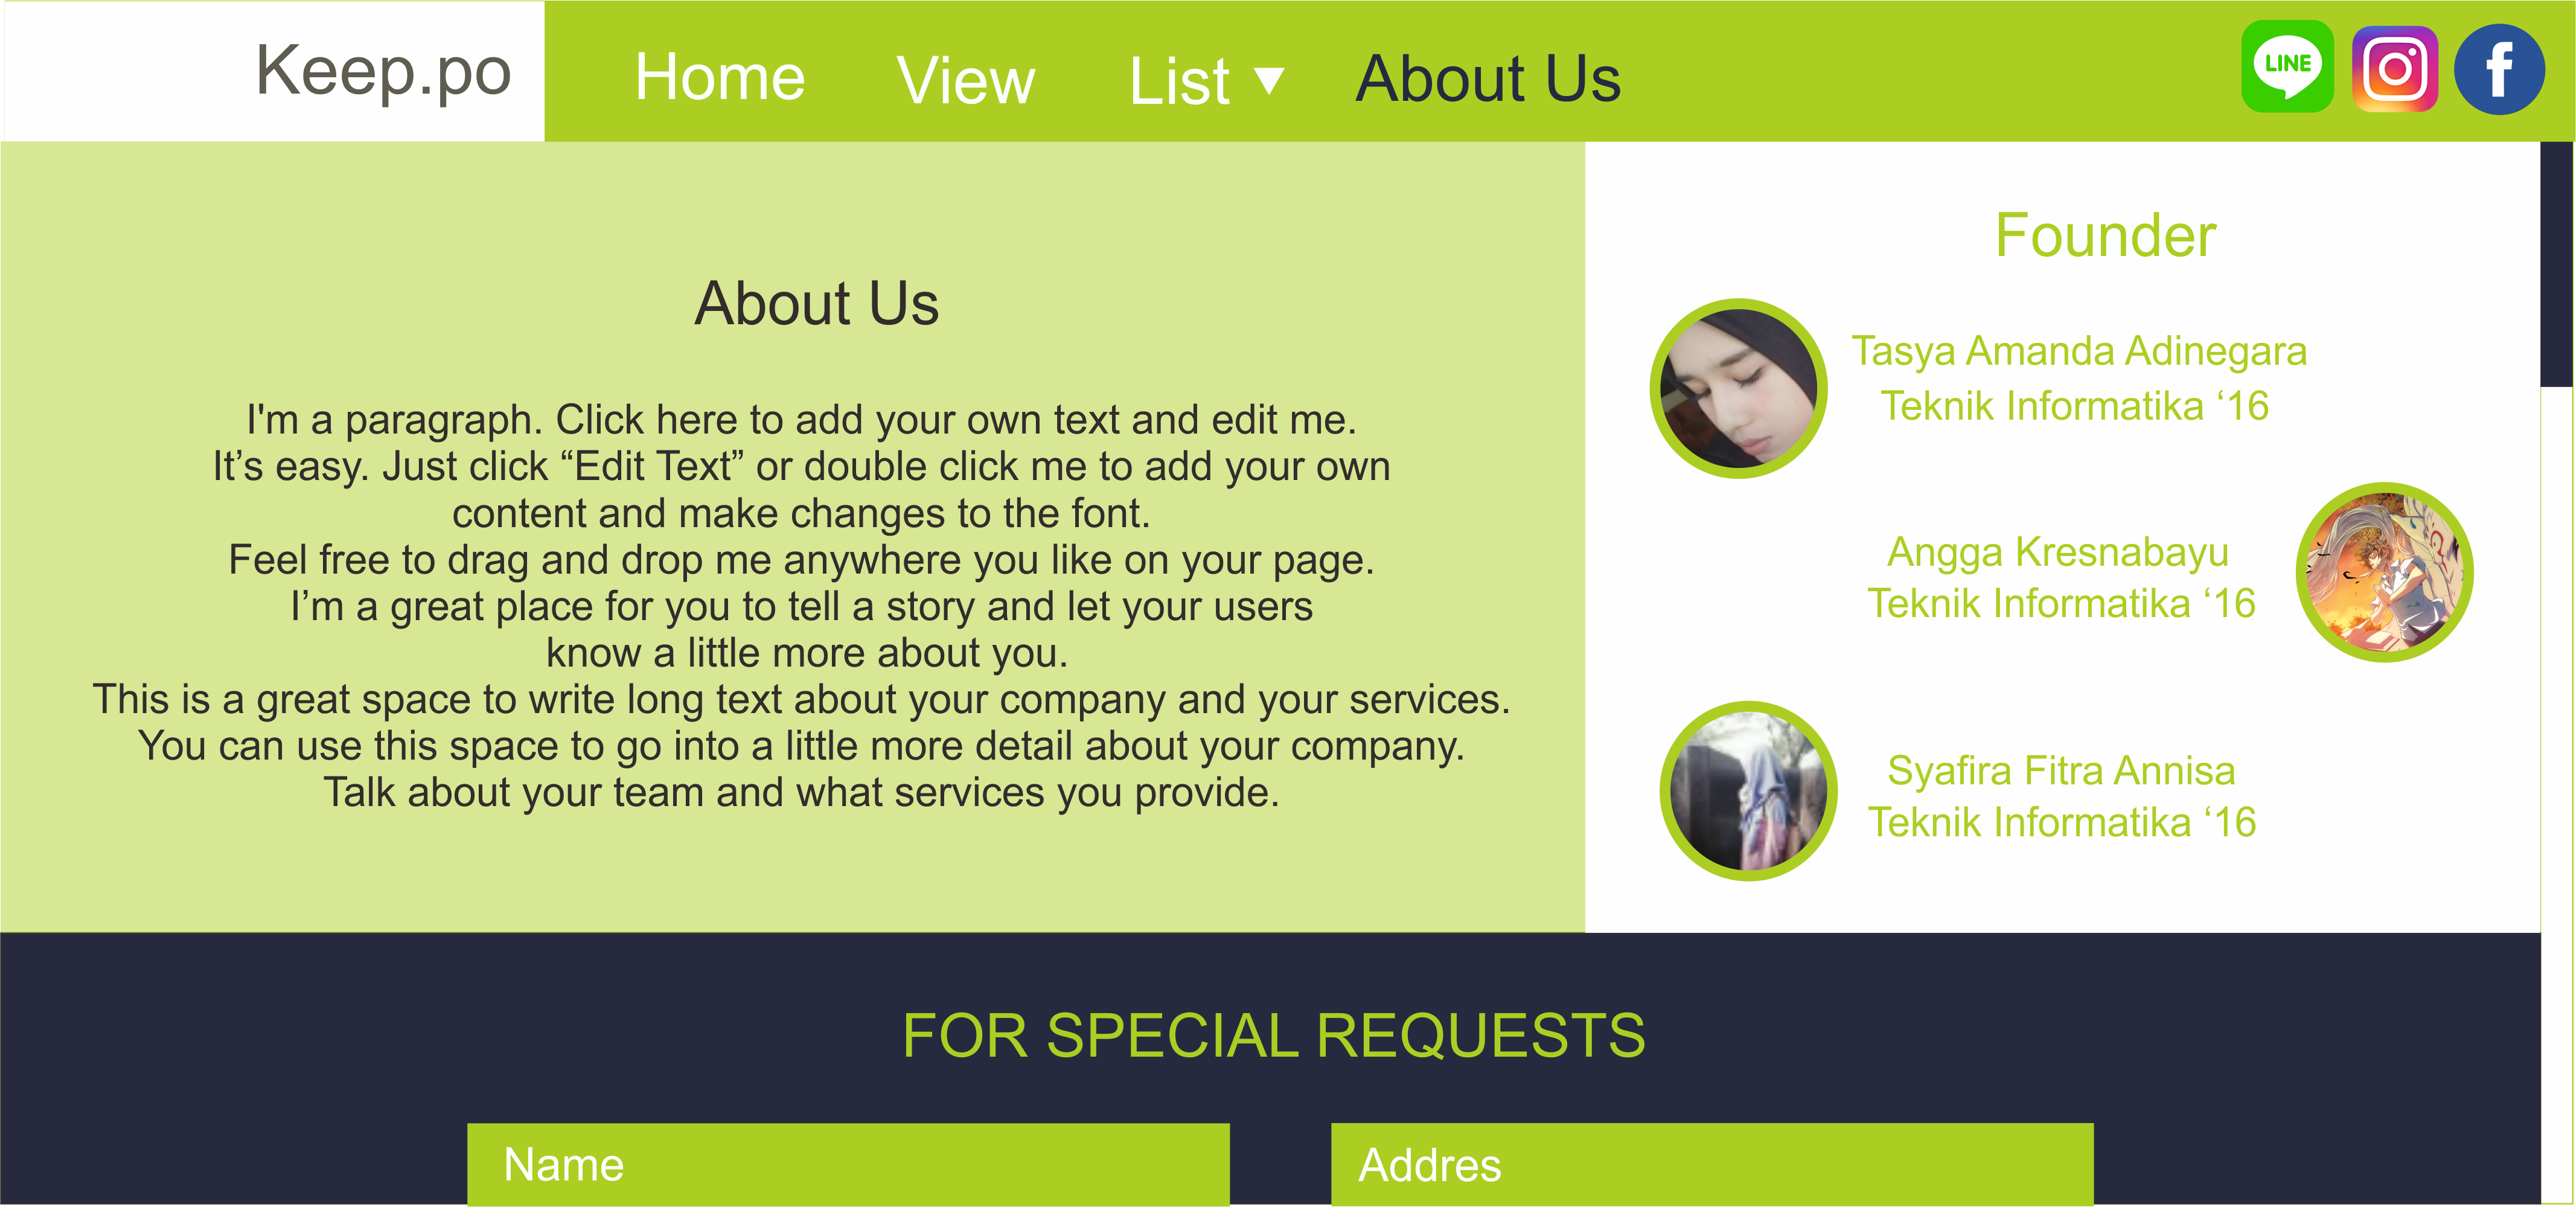 Keep.po
Home View List ▼ About Us
LINE
About Us
I'm a paragraph. Click here to add your own text and edit me.
It’s easy. Just click “Edit Text” or double click me to add your own
content and make changes to the font.
Feel free to drag and drop me anywhere you like on your page.
I’m a great place for you to tell a story and let your users
know a little more about you.
This is a great space to write long text about your company and your services.
You can use this space to go into a little more detail about your company.
Talk about your team and what services you provide.
Founder
Tasya Amanda Adinegara
Teknik Informatika ‘16
Angga Kresnabayu
Teknik Informatika ‘16
Syafira Fitra Annisa
Teknik Informatika ‘16
FOR SPECIAL REQUESTS
Name
Addres